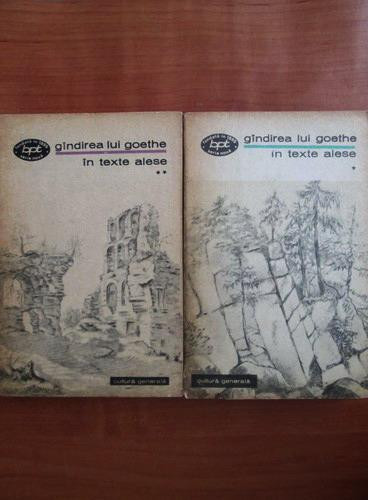 bpt
gîndirea lui goethe
în texte alese
**
cultură generală
bpt
gîndirea lui goethe
în texte alese
*
cultură generală